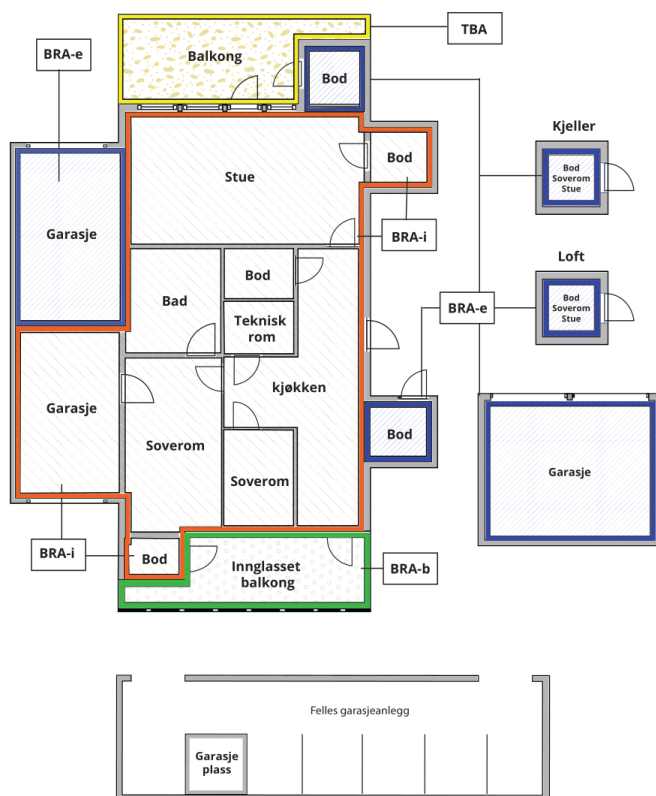 TBA
BRA-e
Balkong
Bod
Kjeller
Bod
Soverom
Stue
Bod
Stue
Garasje
BRA-i
Loft
Bod
Bad
Bod
BRA-e
Bod
Soverom
Stue
Teknisk
rom
Garasje
kjøkken
Soverom
Bod
Garasje
Soverom
BRA-i
Bod
Innglasset
balkong
BRA-b
Felles garasjeanlegg
Garasje
plass